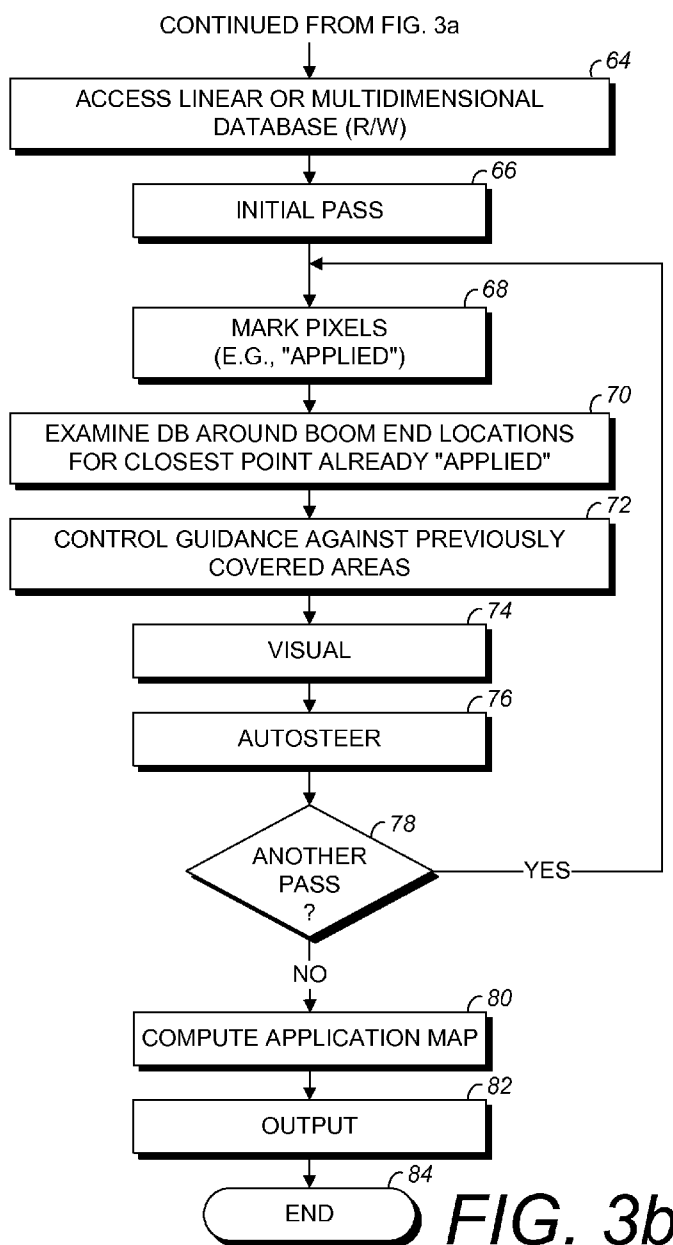 CONTINUED FROM FIG. 3a
64
ACCESS LINEAR OR MULTIDIMENSIONAL
DATABASE (R/W)
66
INITIAL PASS
68
MARK PIXELS
(E.G., "APPLIED")
70
EXAMINE DB AROUND BOOM END LOCATIONS
FOR CLOSEST POINT ALREADY "APPLIED"
72
CONTROL GUIDANCE AGAINST PREVIOUSLY
COVERED AREAS
74
VISUAL
76
AUTOSTEER
78
ANOTHER
PASS
?
YES
NO
80
COMPUTE APPLICATION MAP
82
OUTPUT
84
END
FIG. 3b